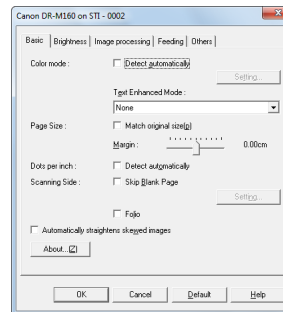 Canon DR-M160 on STI - 0002
Basic Brightness Image processing Feeding Others
Color mode : Detect automatically
Setting...
Text Enhanced Mode :
None
Page Size : Match original size(p)
Margin : 0.00cm
Dots per inch : Detect automatically
Scanning Side : Skip Blank Page
Setting...
Folio
Automatically straightens skewed images
About...(Z)
OK Cancel Default Help